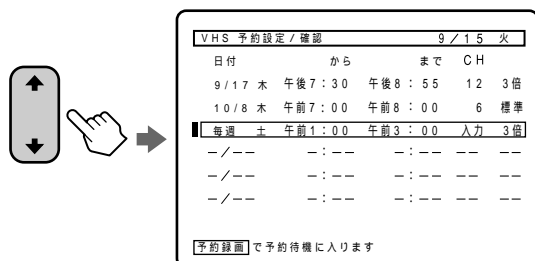 VHS 予約設定/確認 9/15 火
日付 から まで CH
9/17 木 午後7:30 午後8:55 12 3倍
10/8 木 午前7:00 午前8:00 6 標準
毎週 土 午前1:00 午前3:00 入力 3倍
–/–– –:–– –:–– –– ––
–/–– –:–– –:–– –– ––
–/–– –:–– –:–– –– ––
予約録画 で予約待機に入ります